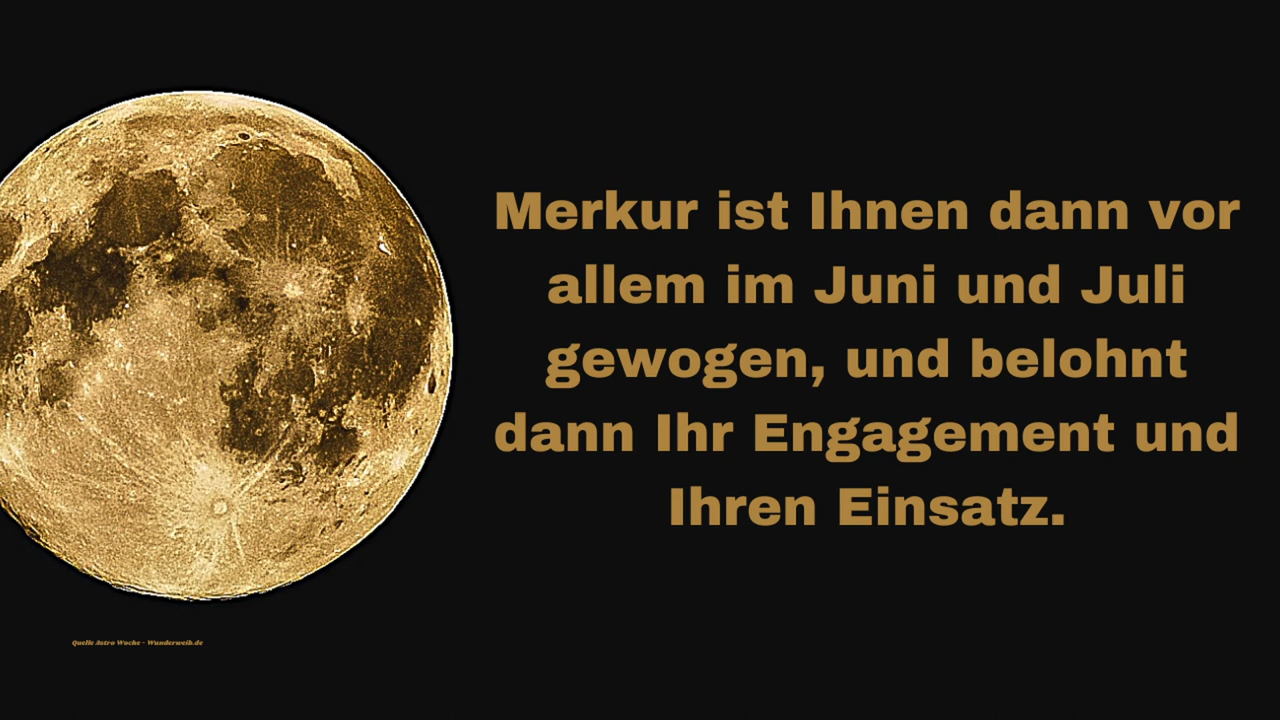 Merkur ist Ihnen dann vor
allem im Juni und Juli
gewogen, und belohnt
dann Ihr Engagement und
Ihren Einsatz.
Quelle Astro Woche - Wunderweib.de